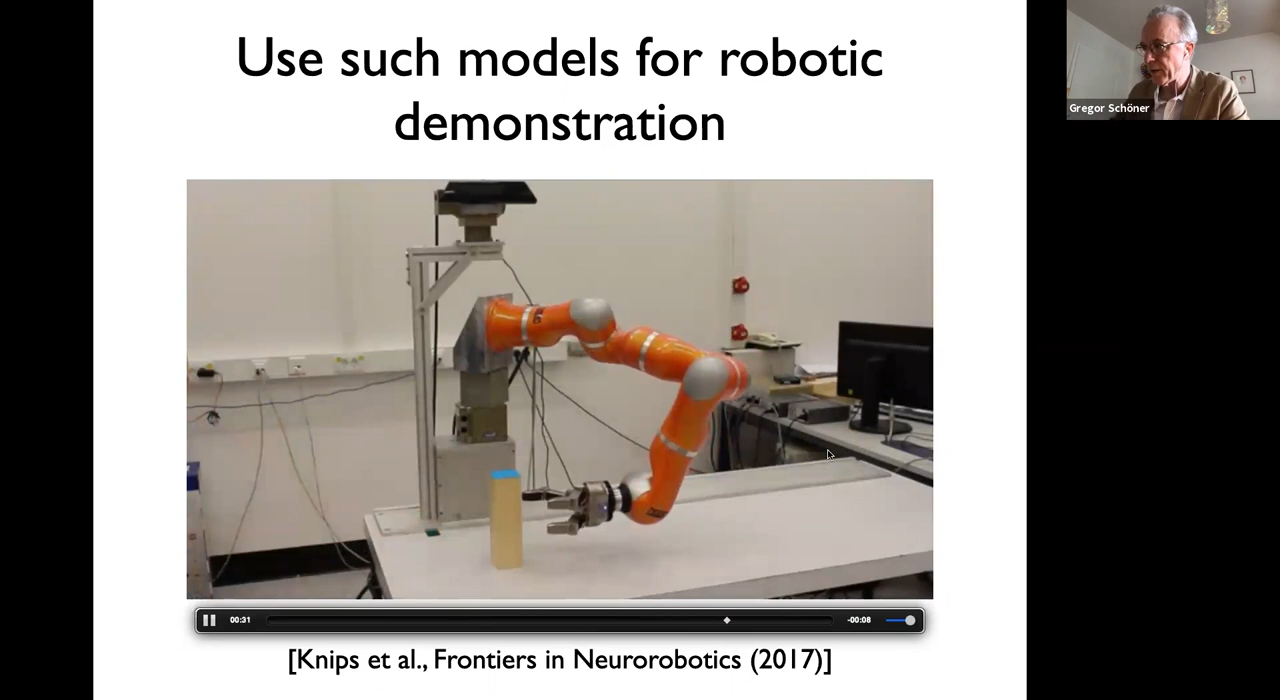 Use such models for robotic
demonstration
Gregor Schöner
00:31
-00:08
[Knips et al., Frontiers in Neurorobotics (2017)]